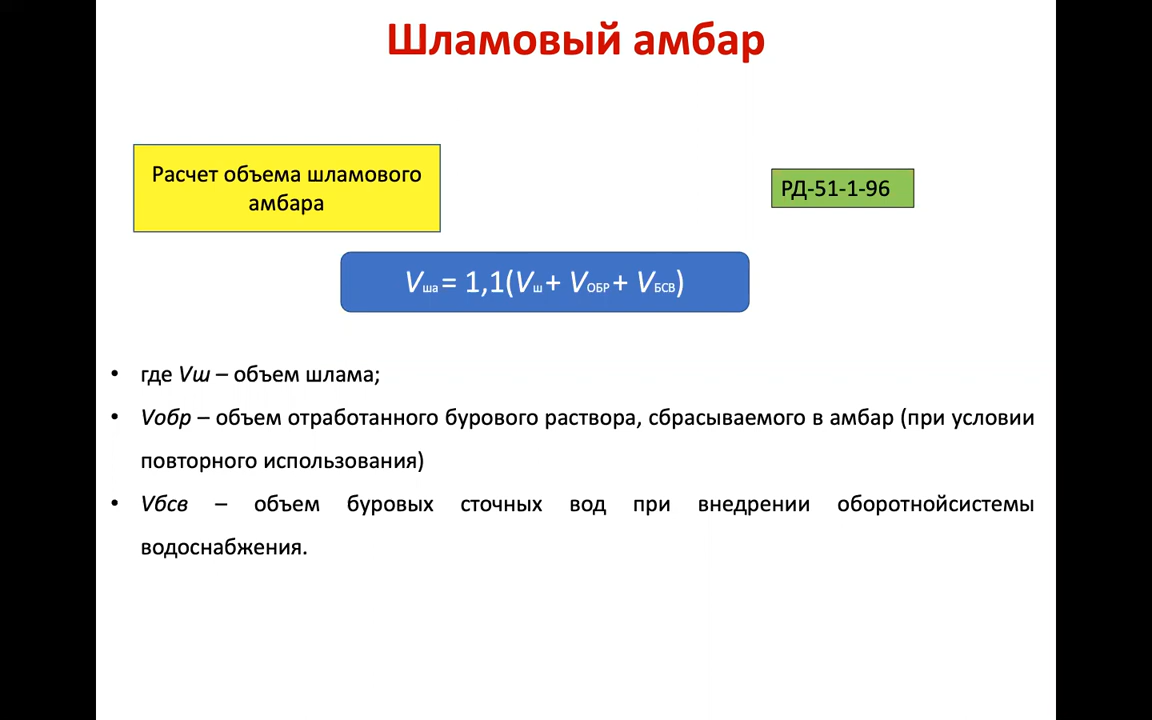 Шламовый амбар
Расчет объема шламового
амбара
РД-51-1-96
Vша = 1,1(Vш + VОБР + VБСВ)
• где Vш – объем шлама;
• Vобр – объем отработанного бурового раствора, сбрасываемого в амбар (при условии
повторного использования)
• Vбсв – объем буровых сточных вод при внедрении оборотнойсистемы
водоснабжения.